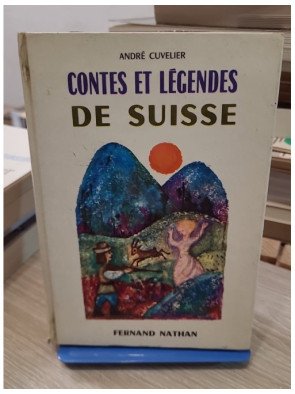 ANDRÉ CUVELIER
CONTES ET LÉGENDES
DE SUISSE
FERNAND NATHAN